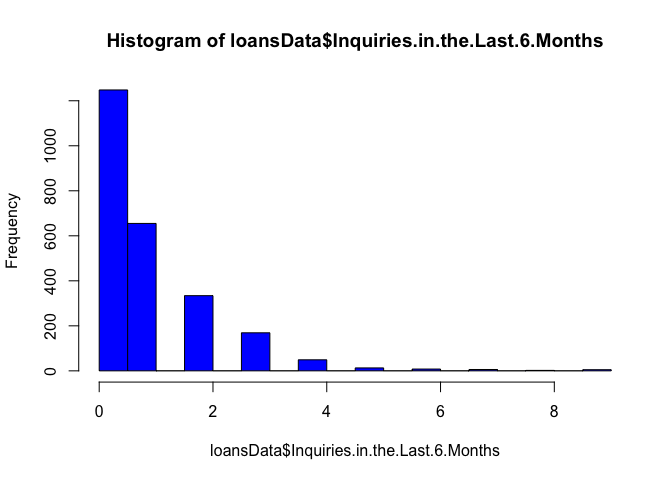 Histogram of loansData$Inquiries.in.the.Last.6.Months
Frequency
1000
800
600
400
200
0
0 2 4 6 8
loansData$Inquiries.in.the.Last.6.Months